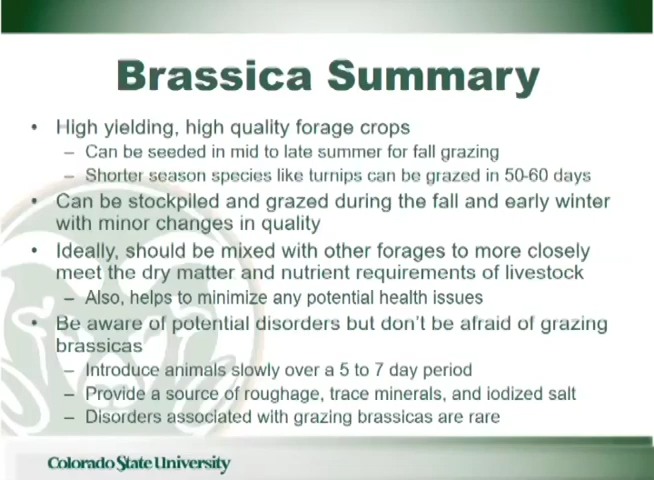 Brassica Summary
• High yielding, high quality forage crops
– Can be seeded in mid to late summer for fall grazing
– Shorter season species like turnips can be grazed in 50-60 days
• Can be stockpiled and grazed during the fall and early winter
with minor changes in quality
• Ideally, should be mixed with other forages to more closely
meet the dry matter and nutrient requirements of livestock
– Also, helps to minimize any potential health issues
• Be aware of potential disorders but don't be afraid of grazing
brassicas
– Introduce animals slowly over a 5 to 7 day period
– Provide a source of roughage, trace minerals, and iodized salt
– Disorders associated with grazing brassicas are rare
Colorado State University